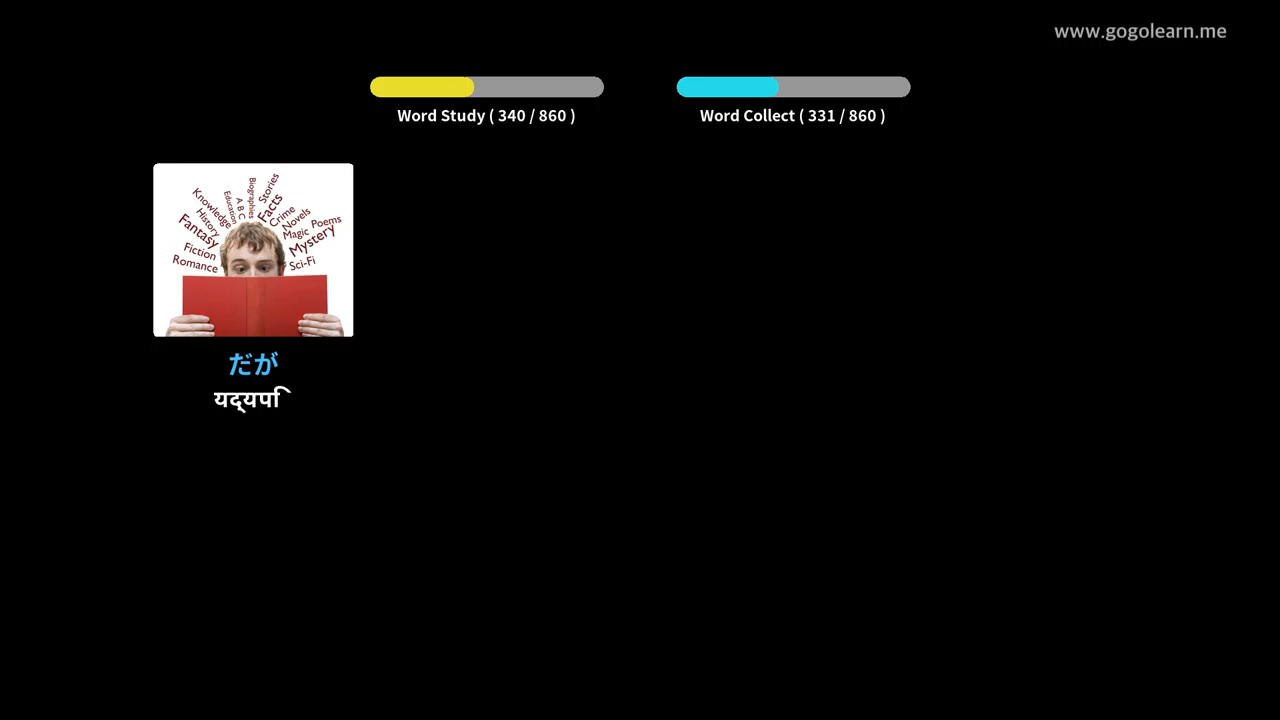 www.gogolearn.me
Word Study ( 340 / 860 )
Word Collect ( 331 / 860 )
Knowledge
History
Fantasy
Fiction
Romance
Education
A B C
Biographies
Stories
Facts
Crime
Novels
Magic
Poems
Mystery
Sci-Fi
だが
यद्यपि